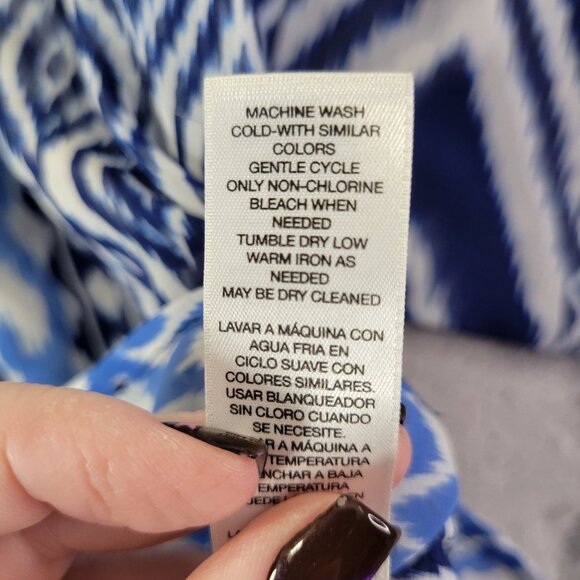 MACHINE WASH
COLD-WITH SIMILAR
COLORS
GENTLE CYCLE
ONLY NON-CHLORINE
BLEACH WHEN
NEEDED
TUMBLE DRY LOW
WARM IRON AS
NEEDED
MAY BE DRY CLEANED
LAVAR A MÁQUINA CON
AGUA FRIA EN
CICLO SUAVE CON
COLORES SIMILARES.
USAR BLANQUEADOR
SIN CLORO CUANDO
SE NECESITE.
A MÁQUINA A
TEMPERATURA
A BAJA